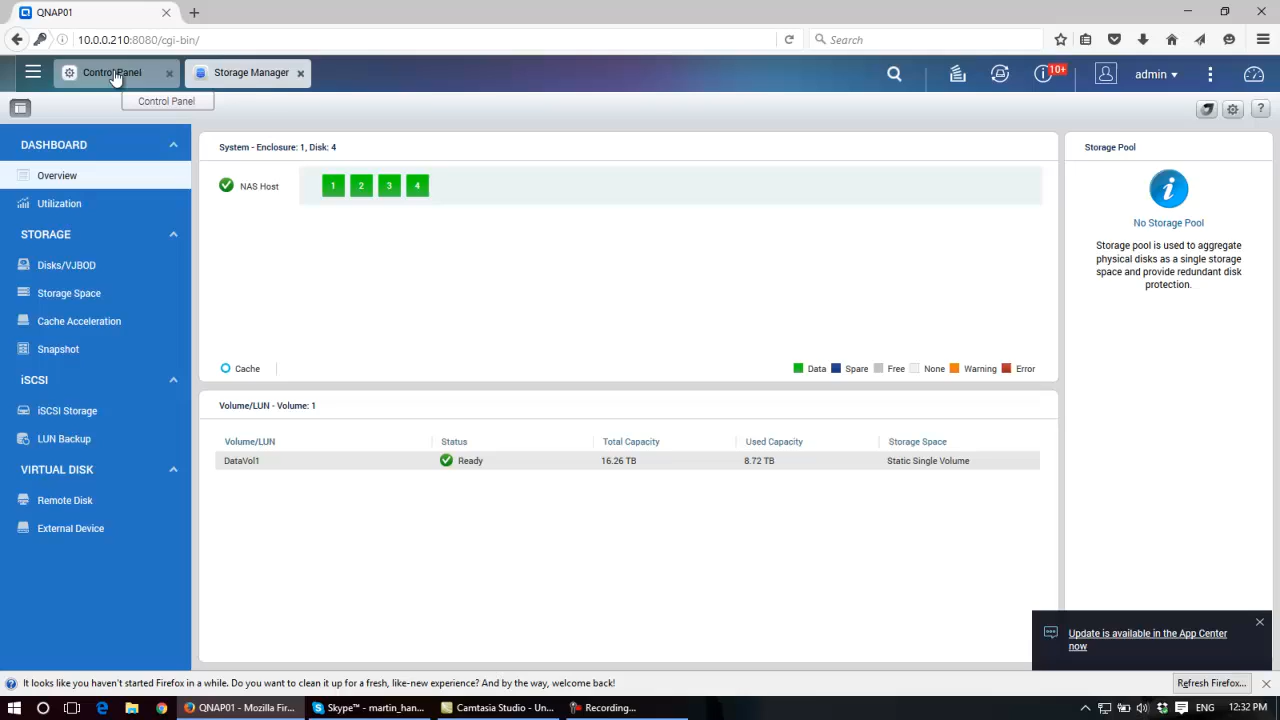 QNAP01
10.0.0.210:8080/cgi-bin/
Search
Control Panel
Storage Manager
10+
admin
Control Panel
DASHBOARD
Overview
Utilization
STORAGE
Disks/VJBOD
Storage Space
Cache Acceleration
Snapshot
iSCSI
iSCSI Storage
LUN Backup
VIRTUAL DISK
Remote Disk
External Device
System - Enclosure: 1, Disk: 4
NAS Host
1 2 3 4
Cache
Data Spare Free None Warning Error
Volume/LUN - Volume: 1
Volume/LUN Status Total Capacity Used Capacity Storage Space
DataVol1 Ready 16.26 TB 8.72 TB Static Single Volume
Storage Pool
No Storage Pool
Storage pool is used to aggregate
physical disks as a single storage
space and provide redundant disk
protection.
Update is available in the App Center
now
It looks like you haven't started Firefox in a while. Do you want to clean it up for a fresh, like-new experience? And by the way, welcome back!
Refresh Firefox...
QNAP01 - Mozilla Fir...
Skype™ - martin_han...
Camtasia Studio - Un...
Recording...
ENG
12:32 PM